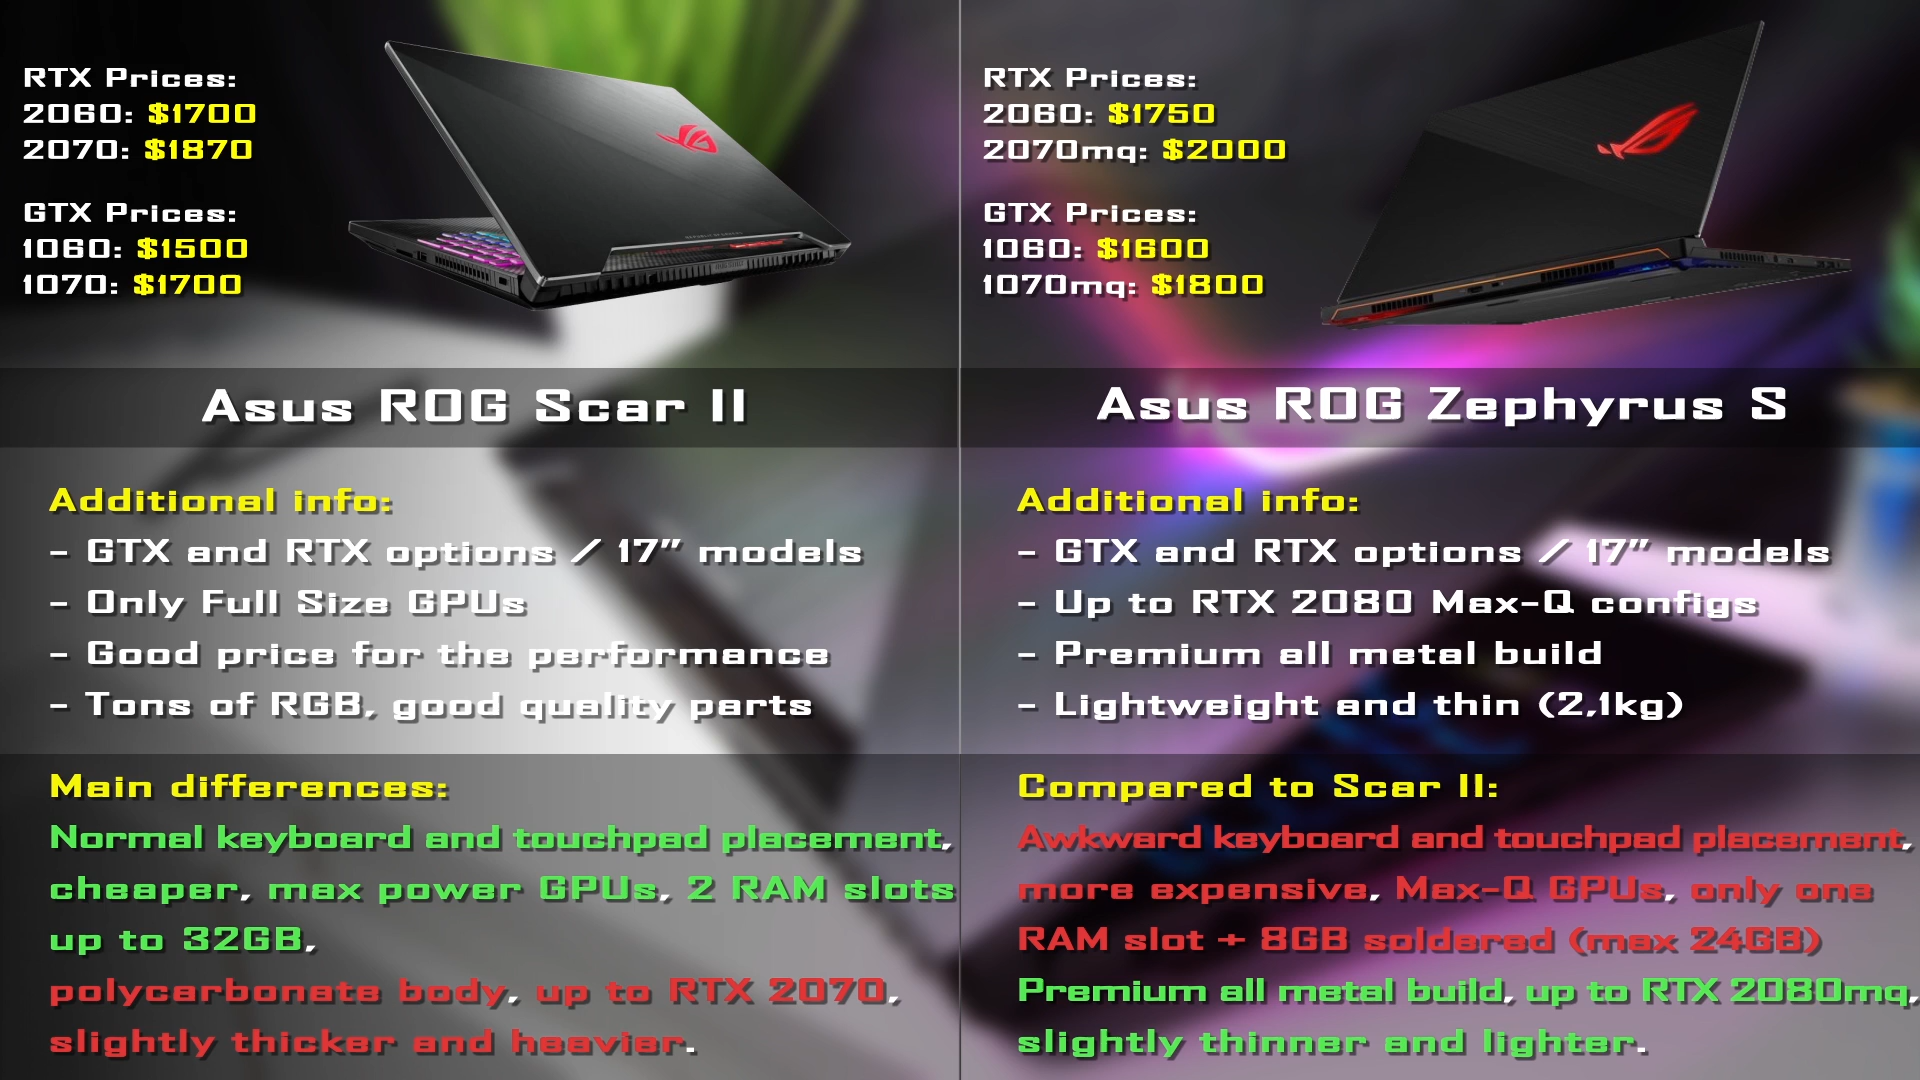 RTX Prices:
2060: $1700
2070: $1870
GTX Prices:
1060: $1500
1070: $1700
Asus ROG Scar II
Additional info:
- GTX and RTX options / 17" models
- Only Full Size GPUs
- Good price for the performance
- Tons of RGB, good quality parts
Main differences:
Normal keyboard and touchpad placement,
cheaper, max power GPUs, 2 RAM slots
up to 32GB,
polycarbonate body, up to RTX 2070,
slightly thicker and heavier.
RTX Prices:
2060: $1750
2070mq: $2000
GTX Prices:
1060: $1600
1070mq: $1800
Asus ROG Zephyrus S
Additional info:
- GTX and RTX options / 17" models
- Up to RTX 2080 Max-Q configs
- Premium all metal build
- Lightweight and thin (2,1kg)
Compared to Scar II:
Awkward keyboard and touchpad placement,
more expensive, Max-Q GPUs, only one
RAM slot + 8GB soldered (max 24GB)
Premium all metal build, up to RTX 2080mq,
slightly thinner and lighter.